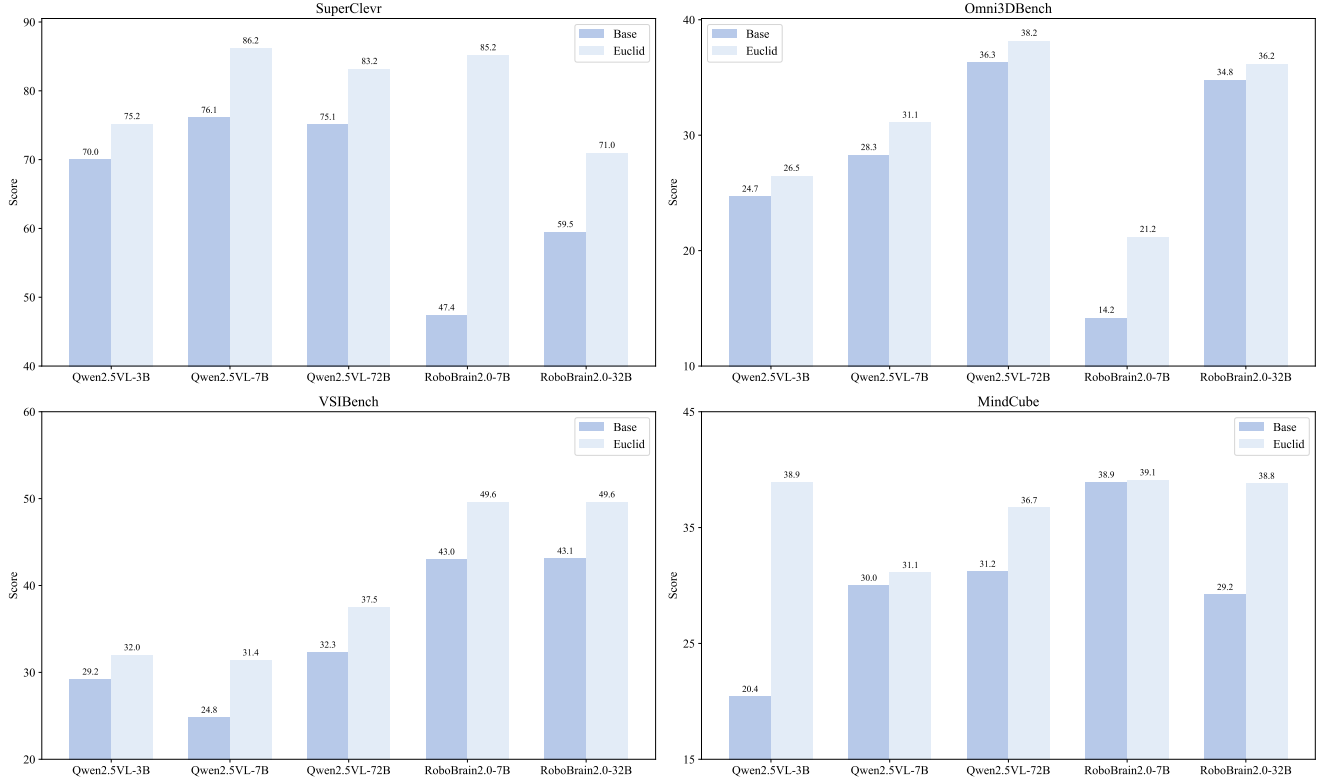 SuperClevr
90
80
70
60
50
40
Score
70.0
75.2
76.1
86.2
75.1
83.2
47.4
85.2
59.5
71.0
Base
Euclid
Qwen2.5VL-3B
Qwen2.5VL-7B
Qwen2.5VL-72B
RoboBrain2.0-7B
RoboBrain2.0-32B
Omni3DBench
40
30
20
10
Score
Base
Euclid
24.7
26.5
28.3
31.1
36.3
38.2
14.2
21.2
34.8
36.2
Qwen2.5VL-3B
Qwen2.5VL-7B
Qwen2.5VL-72B
RoboBrain2.0-7B
RoboBrain2.0-32B
VSIBench
60
50
40
30
20
Score
29.2
32.0
24.8
31.4
32.3
37.5
43.0
49.6
43.1
49.6
Base
Euclid
Qwen2.5VL-3B
Qwen2.5VL-7B
Qwen2.5VL-72B
RoboBrain2.0-7B
RoboBrain2.0-32B
MindCube
45
35
25
15
Score
20.4
38.9
30.0
31.1
31.2
36.7
38.9
39.1
29.2
38.8
Base
Euclid
Qwen2.5VL-3B
Qwen2.5VL-7B
Qwen2.5VL-72B
RoboBrain2.0-7B
RoboBrain2.0-32B